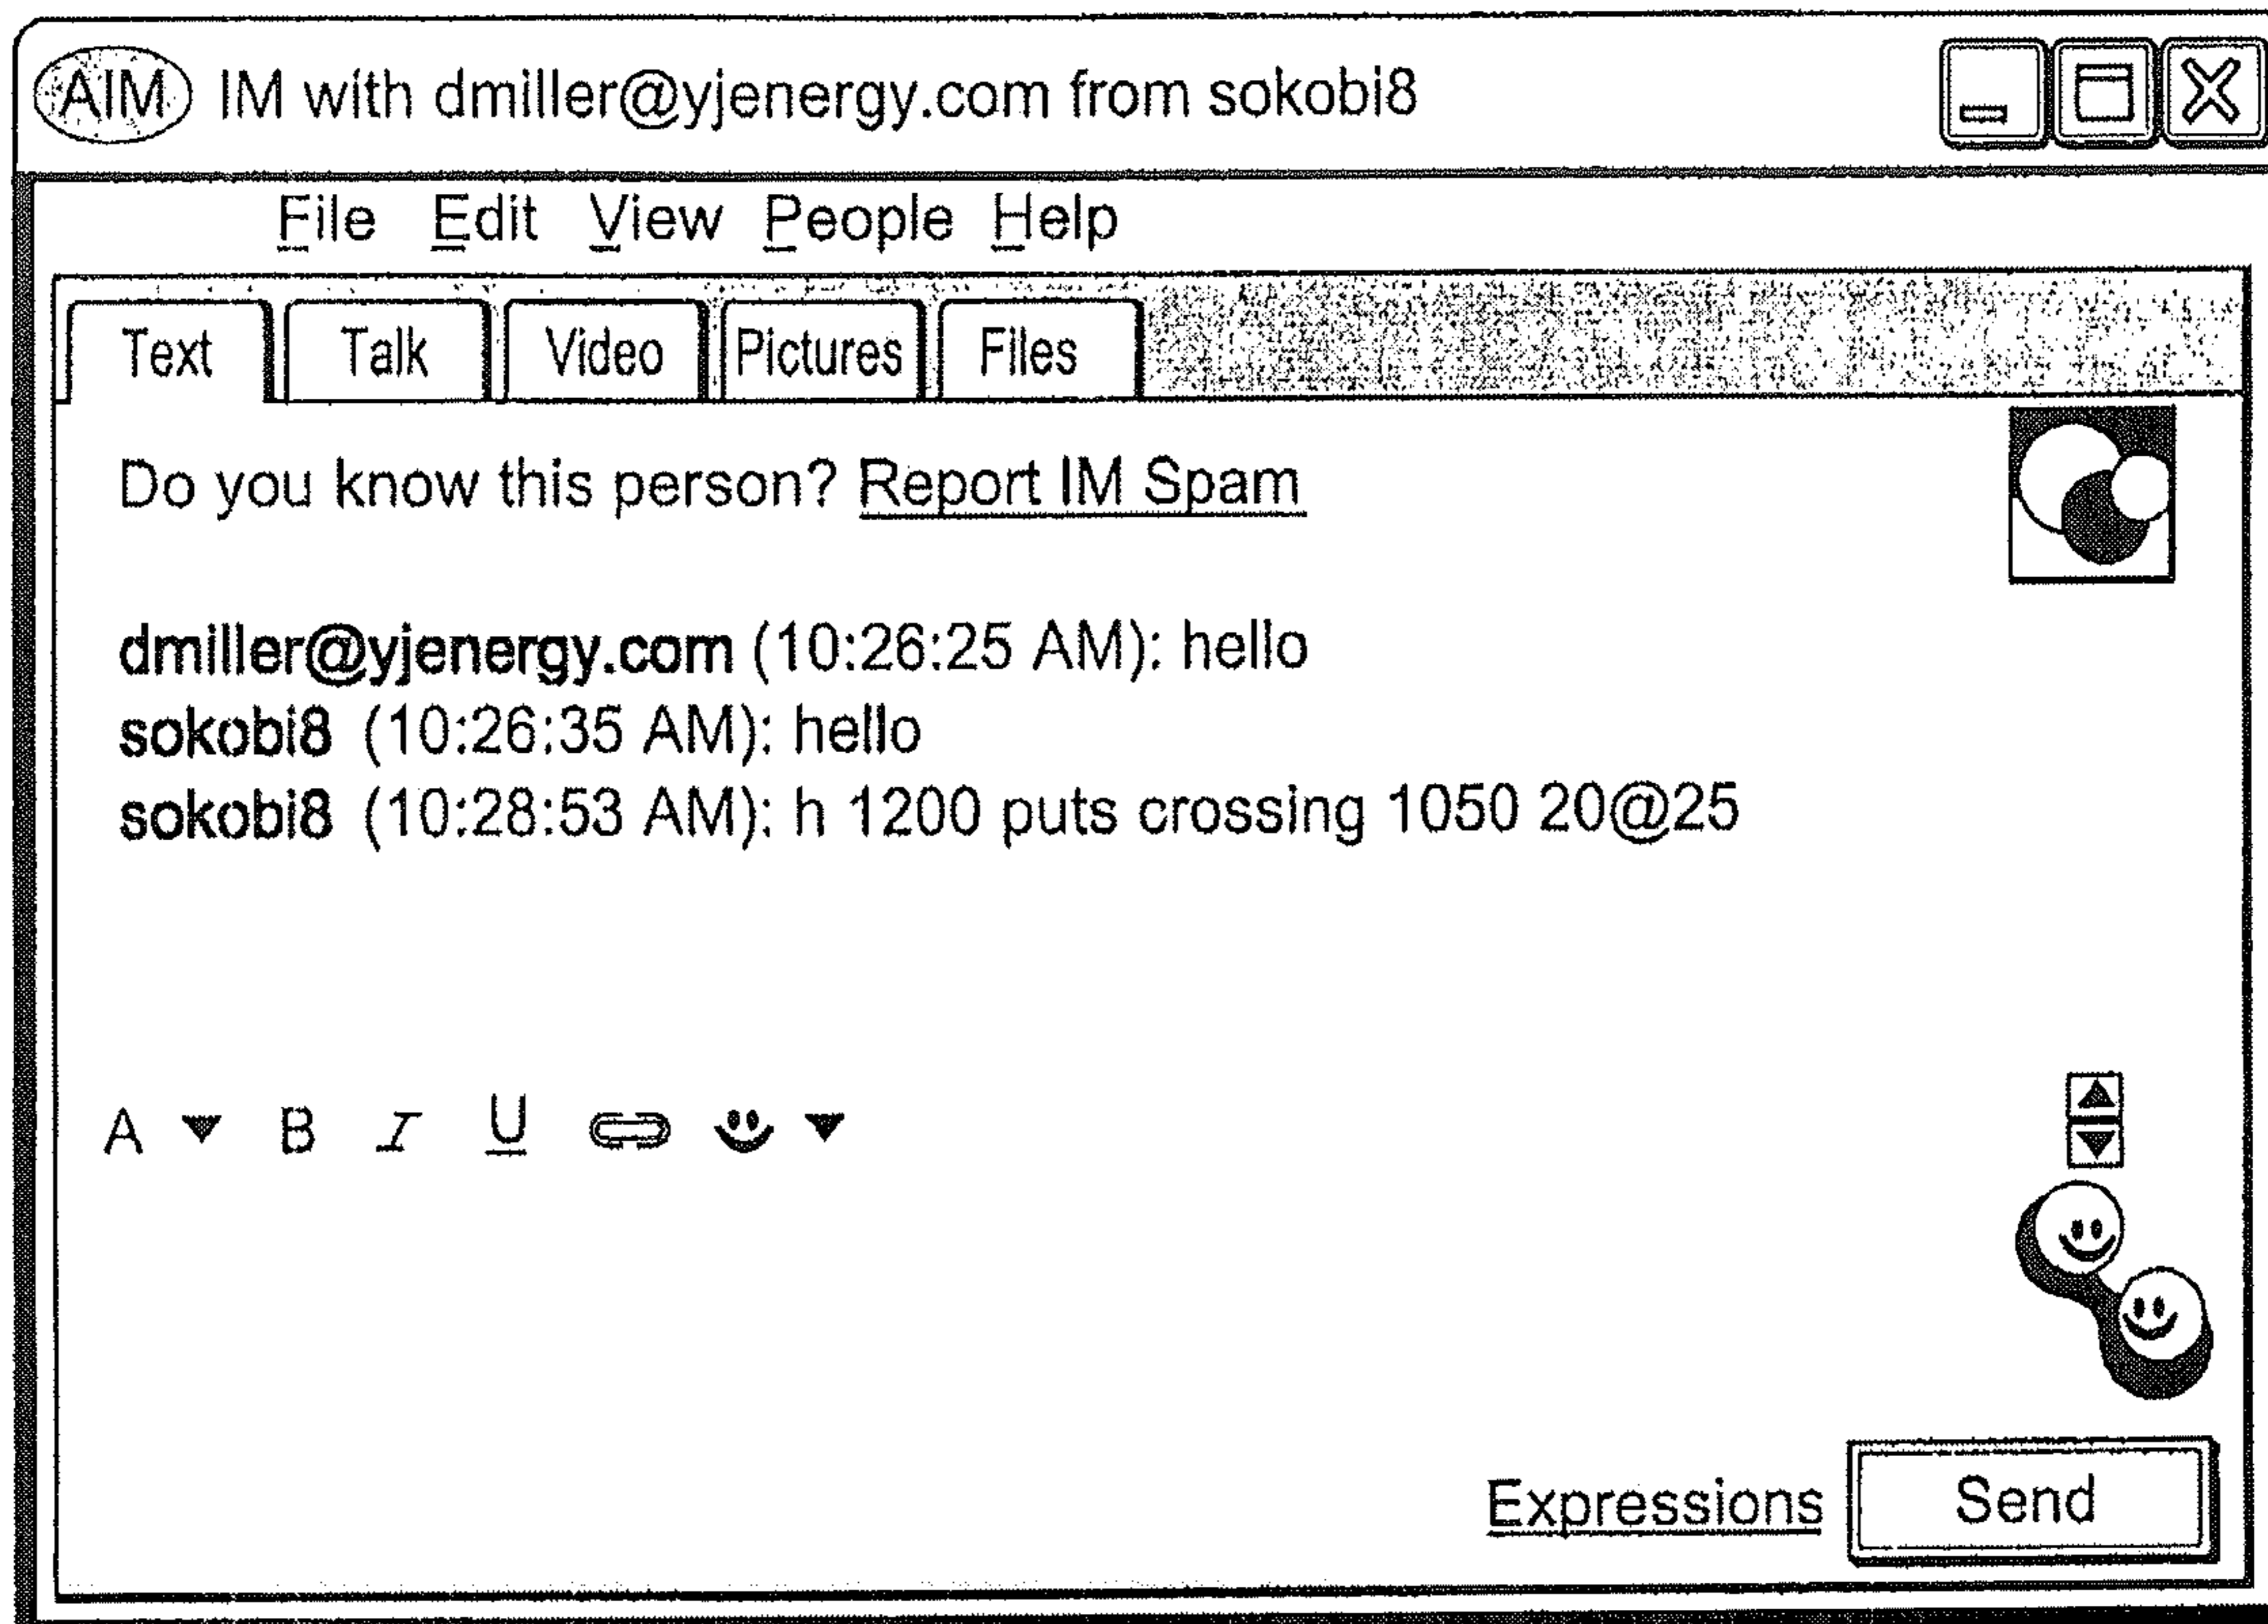 AIM IM with dmiller@yjenergy.com from sokobi8
File Edit View People Help
Text Talk Video Pictures Files
Do you know this person? Report IM Spam
dmiller@yjenergy.com (10:26:25 AM): hello
sokobi8 (10:26:35 AM): hello
sokobi8 (10:28:53 AM): h 1200 puts crossing 1050 20@25
A B I U
Expressions Send